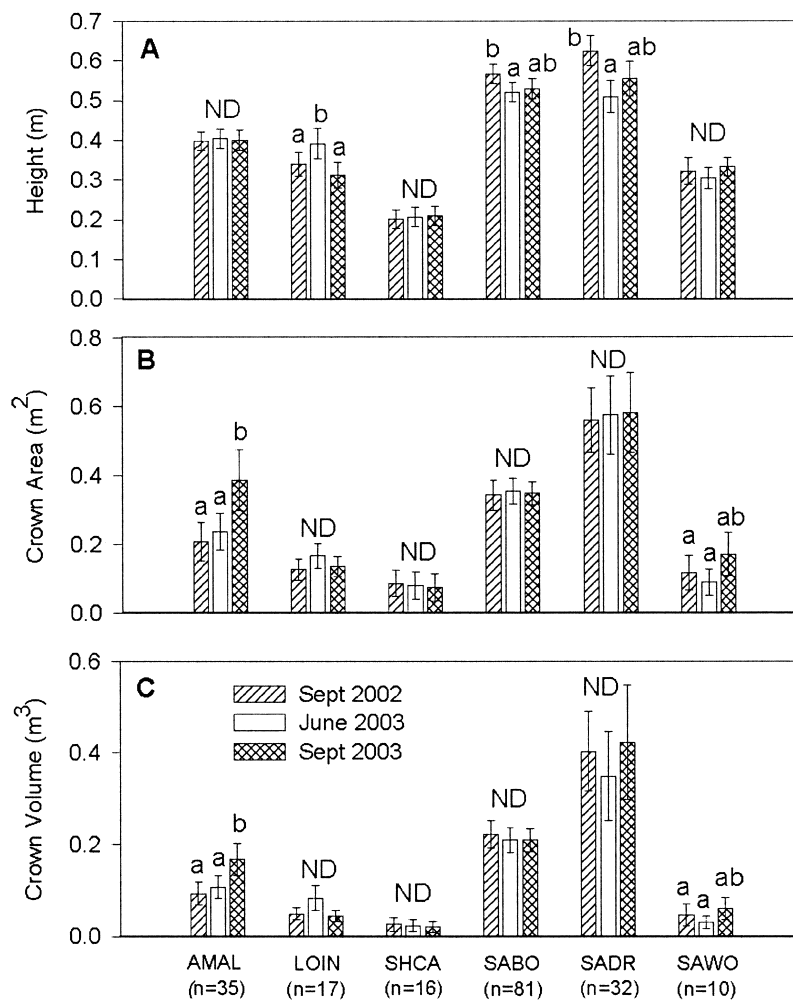 A
Height (m)
0.7
0.6
0.5
0.4
0.3
0.2
0.1
0.0
ND
a b a
ND
b a ab
b a ab
ND
B
Crown Area (m2)
0.8
0.6
0.4
0.2
0.0
a a b
ND
ND
ND
ND
a a ab
C
Crown Volume (m3)
0.6
0.4
0.2
0.0
Sept 2002
June 2003
Sept 2003
a a b
ND
ND
ND
ND
a a ab
AMAL LOIN SHCA SABO SADR SAWO
(n=35) (n=17) (n=16) (n=81) (n=32) (n=10)